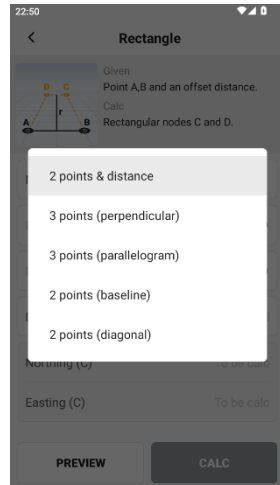 22:50
Rectangle
Given
Point A,B and an offset distance.
Calc
Rectangular nodes C and D.
D C
r
A B
2 points & distance
3 points (perpendicular)
3 points (parallelogram)
2 points (baseline)
2 points (diagonal)
Northing (C) To be calc
Easting (C) To be calc
PREVIEW CALC